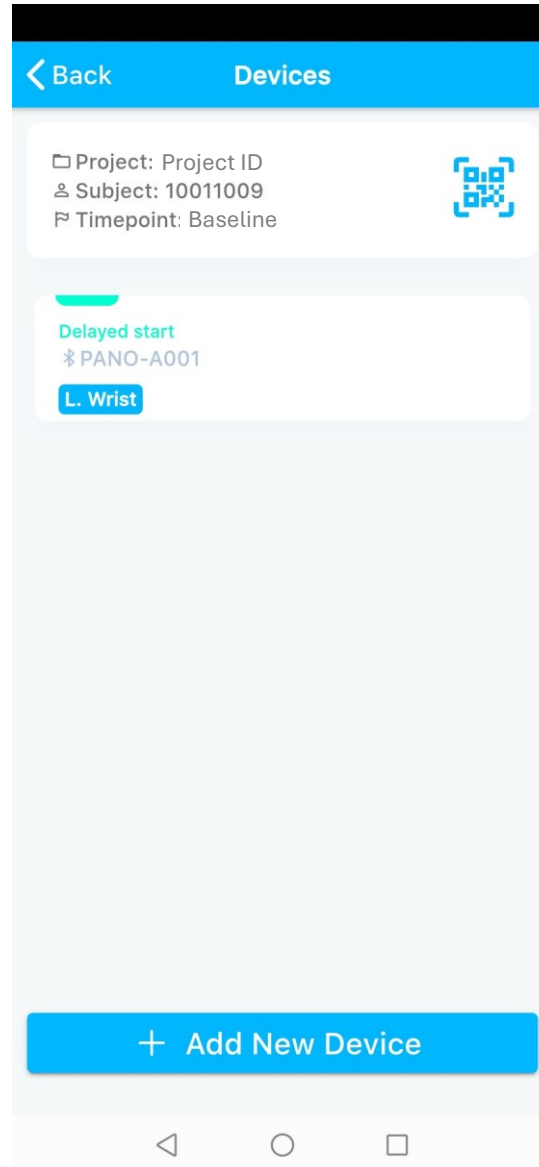 Back Devices
Project: Project ID
Subject: 10011009
Timepoint: Baseline
Delayed start
PANO-A001
L. Wrist
+ Add New Device